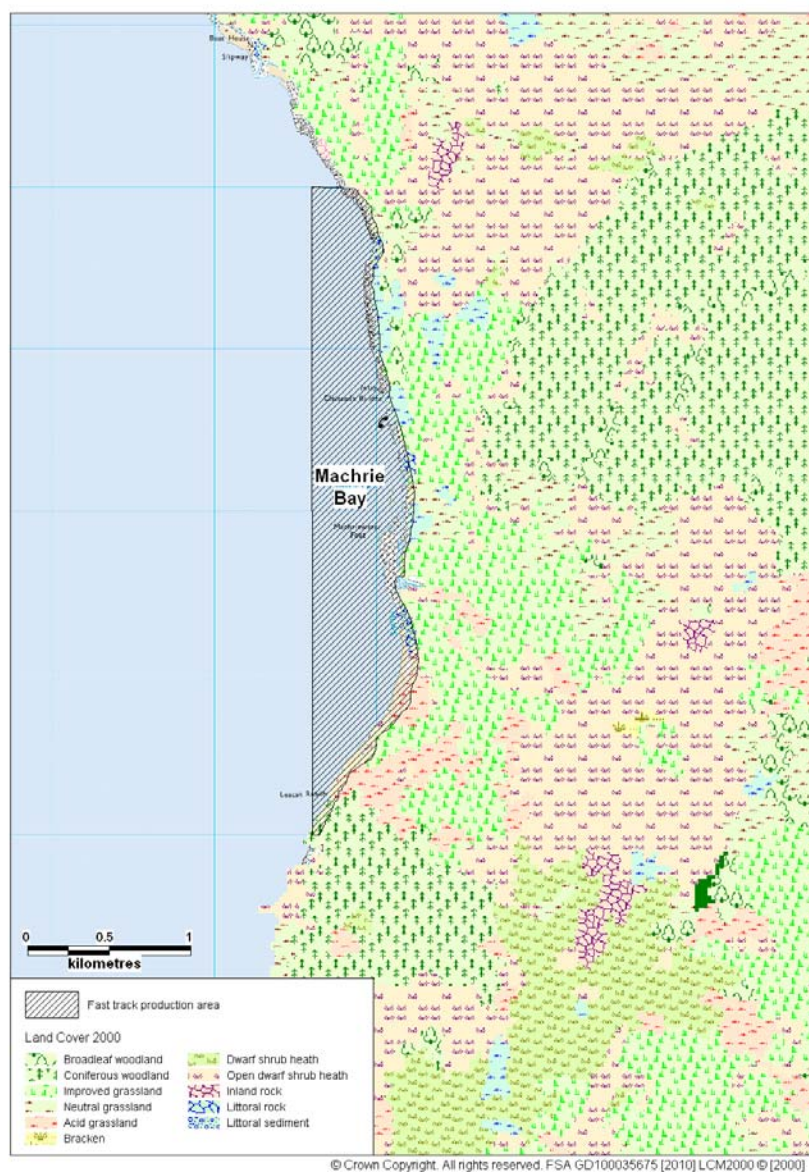 Slipway
Machrie
Bay
0 0.5 1
kilometres
Fast track production area
Land Cover 2000
Broadleaf woodland
Coniferous woodland
Improved grassland
Neutral grassland
Acid grassland
Bracken
Dwarf shrub heath
Open dwarf shrub heath
Inland rock
Littoral rock
Littoral sediment
© Crown Copyright. All rights reserved. FSA GD100035675 [2010] LCM2000 © [2000]